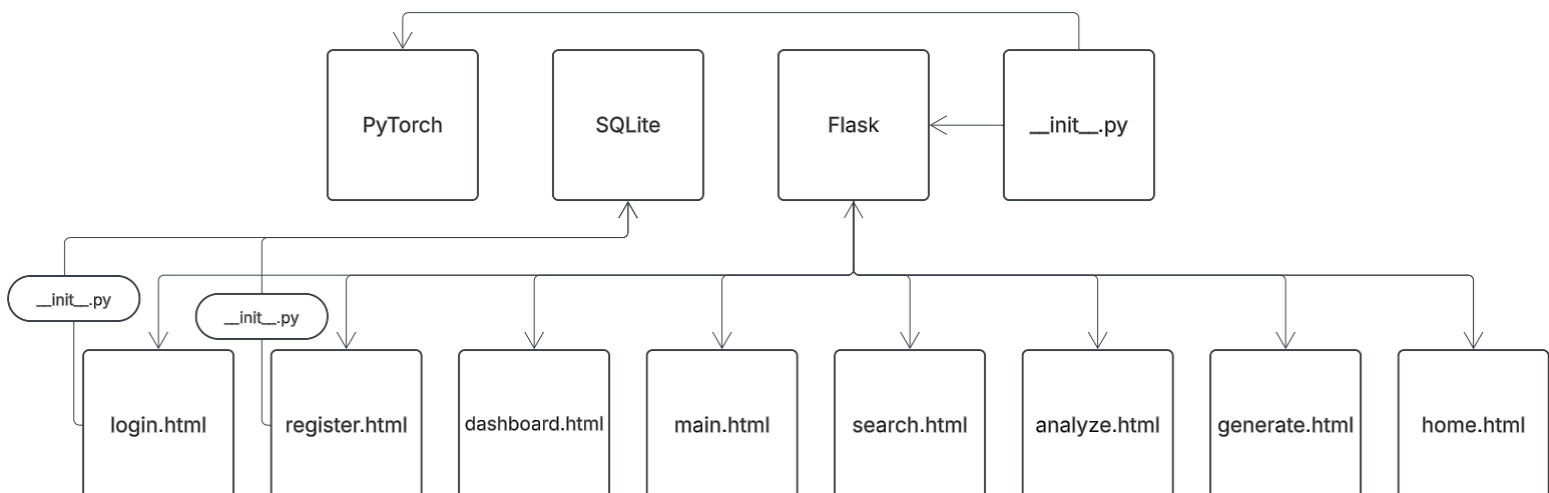 PyTorch
SQLite
Flask
__init__.py
__init__.py
__init__.py
login.html
register.html
dashboard.html
main.html
search.html
analyze.html
generate.html
home.html